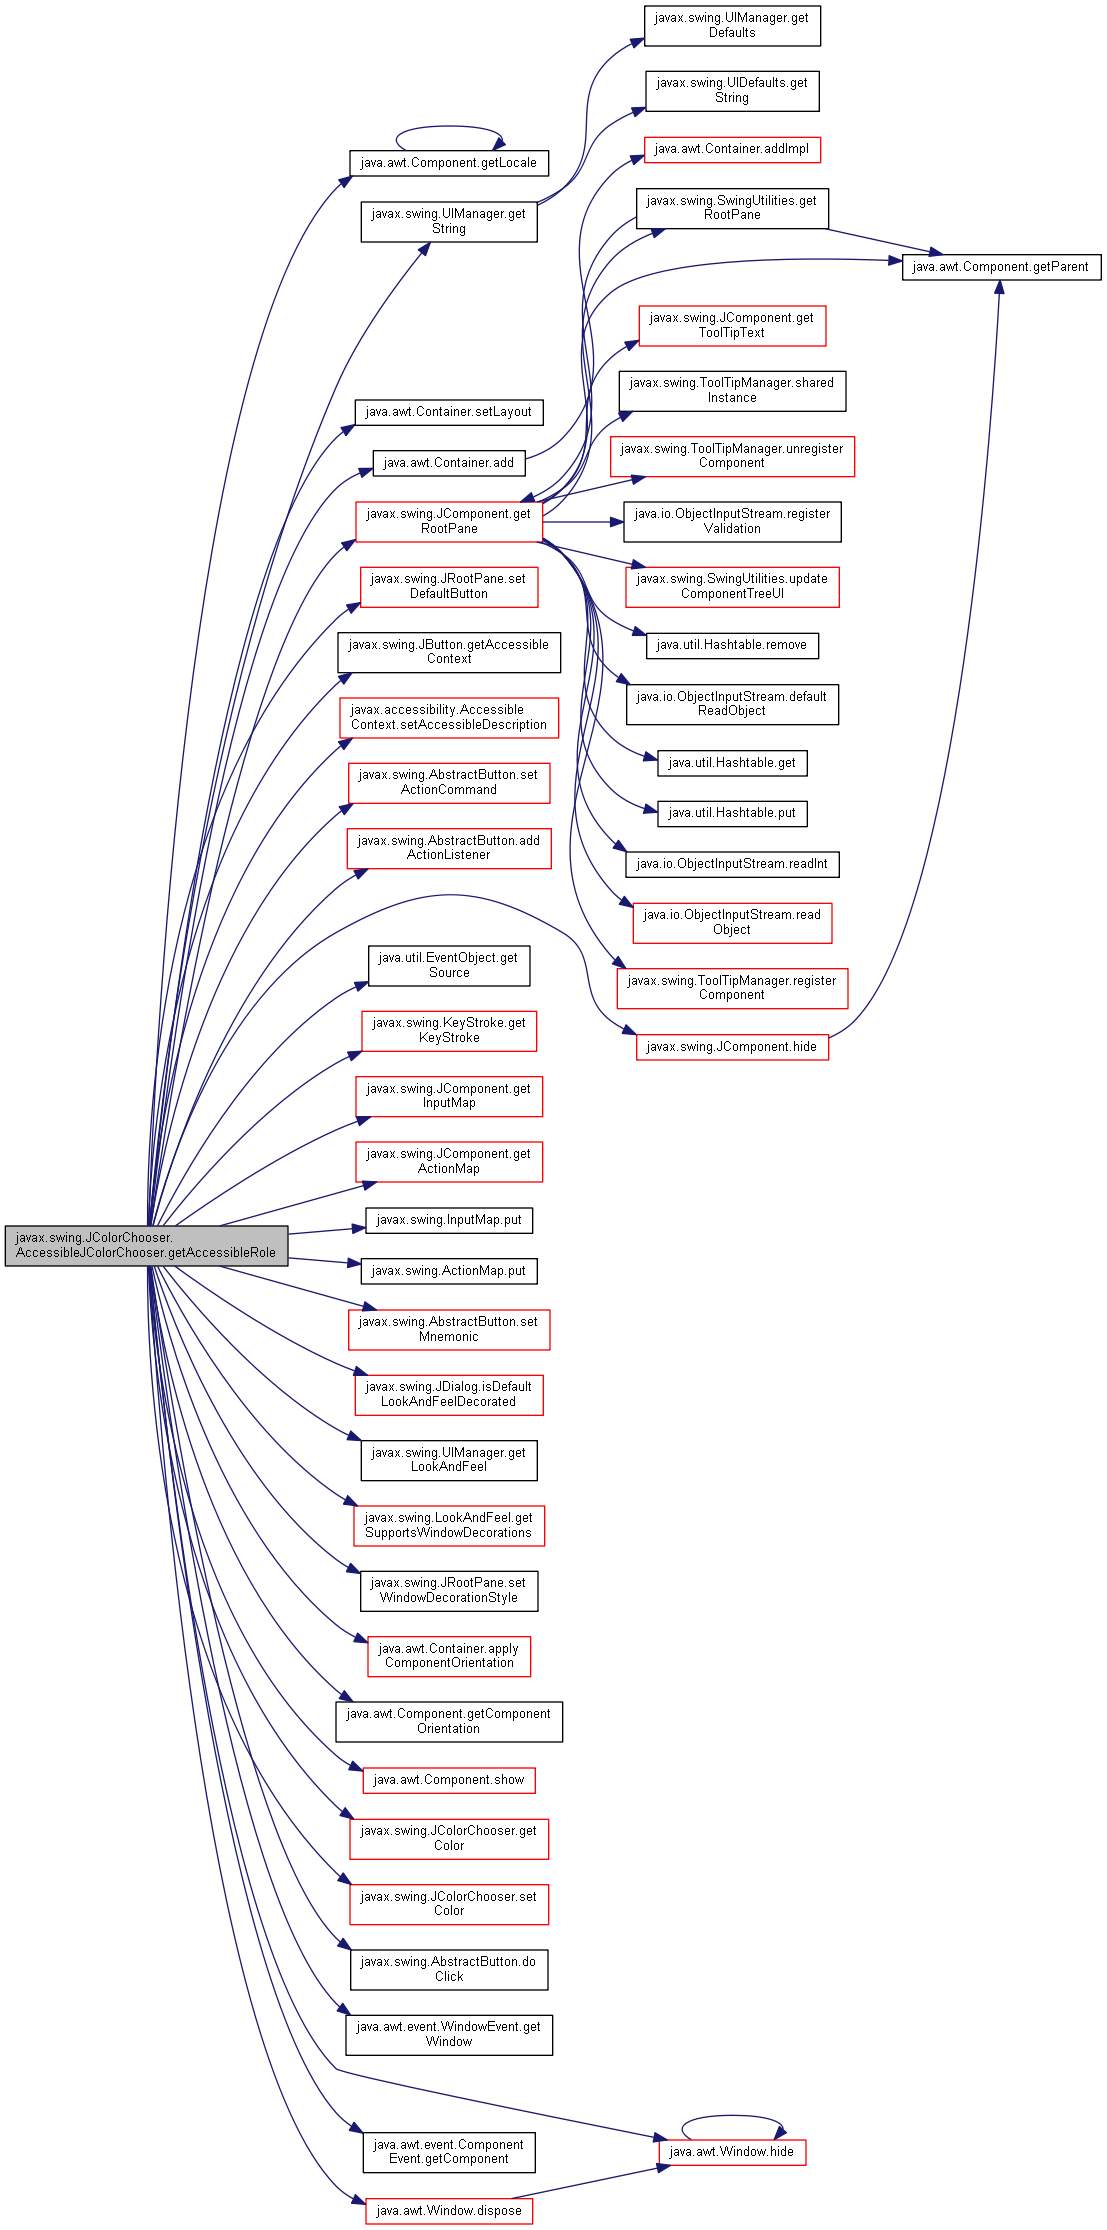 javax.swing.JColorChooser.
AccessibleJColorChooser.getAccessibleRole
java.awt.Component.getLocale
javax.swing.UIManager.get
String
java.awt.Container.setLayout
java.awt.Container.add
javax.swing.JComponent.get
RootPane
javax.swing.JRootPane.set
DefaultButton
javax.swing.JButton.getAccessible
Context
javax.accessibility.Accessible
Context.setAccessibleDescription
javax.swing.AbstractButton.set
ActionCommand
javax.swing.AbstractButton.add
ActionListener
java.util.EventObject.get
Source
javax.swing.KeyStroke.get
KeyStroke
javax.swing.JComponent.get
InputMap
javax.swing.JComponent.get
ActionMap
javax.swing.InputMap.put
javax.swing.ActionMap.put
javax.swing.AbstractButton.set
Mnemonic
javax.swing.JDialog.isDefault
LookAndFeelDecorated
javax.swing.UIManager.get
LookAndFeel
javax.swing.LookAndFeel.get
SupportsWindowDecorations
javax.swing.JRootPane.set
WindowDecorationStyle
java.awt.Container.apply
ComponentOrientation
java.awt.Component.getComponent
Orientation
java.awt.Component.show
javax.swing.JColorChooser.get
Color
javax.swing.JColorChooser.set
Color
javax.swing.AbstractButton.do
Click
java.awt.event.WindowEvent.get
Window
java.awt.event.Component
Event.getComponent
java.awt.Window.dispose
javax.swing.UIManager.get
Defaults
javax.swing.UIDefaults.get
String
java.awt.Container.addImpl
javax.swing.SwingUtilities.get
RootPane
javax.swing.JComponent.get
ToolTipText
javax.swing.ToolTipManager.shared
Instance
javax.swing.ToolTipManager.unregister
Component
java.io.ObjectInputStream.register
Validation
javax.swing.SwingUtilities.update
ComponentTreeUI
java.util.Hashtable.remove
java.io.ObjectInputStream.default
ReadObject
java.util.Hashtable.get
java.util.Hashtable.put
java.io.ObjectInputStream.readInt
java.io.ObjectInputStream.read
Object
javax.swing.ToolTipManager.register
Component
javax.swing.JComponent.hide
java.awt.Window.hide
java.awt.Component.getParent